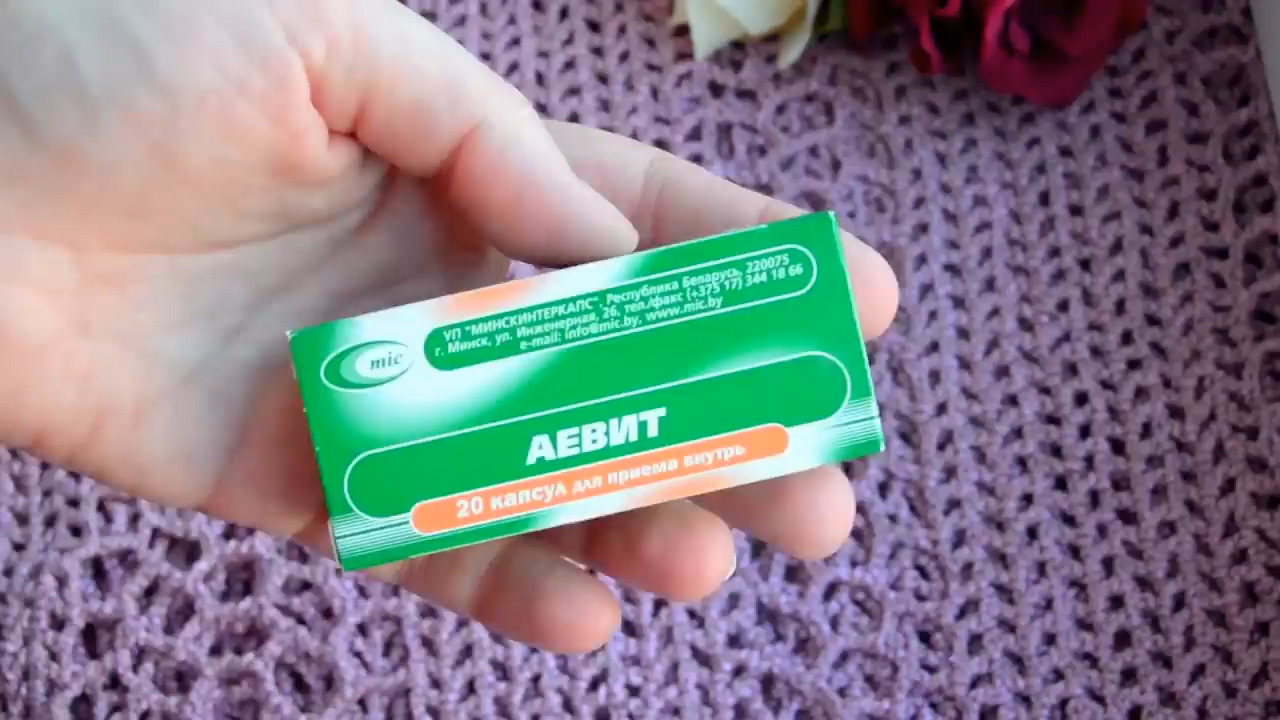 mic
УП "МИНСКИНТЕРКАПС", Республика Беларусь, 220075
г. Минск, ул. Инженерная, 26, тел./факс (+375 17) 344 18 66
e-mail: info@mic.by, www.mic.by
АЕВИТ
20 капсул для приема внутрь